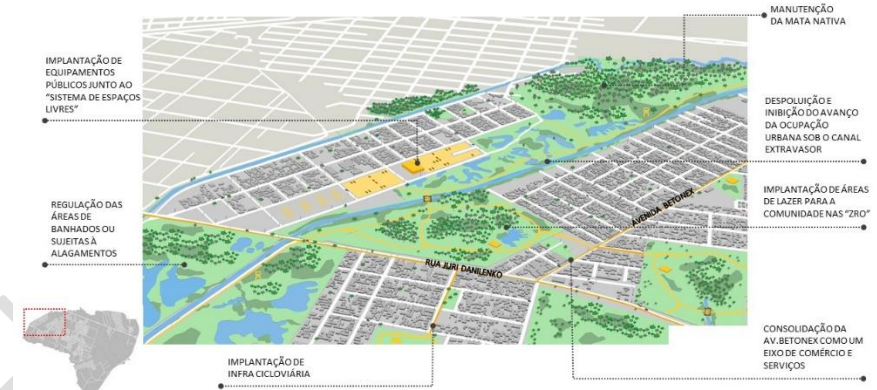 MANUTENÇÃO
DA MATA NATIVA
IMPLANTAÇÃO DE
EQUIPAMENTOS
PÚBLICOS JUNTO AO
“SISTEMA DE ESPAÇOS
LIVRES”
DESPOLUIÇÃO E
INIBIÇÃO DO AVANÇO
DA OCUPAÇÃO
URBANA SOB O CANAL
EXTRAVASOR
IMPLANTAÇÃO DE ÁREAS
DE LAZER PARA A
COMUNIDADE NAS “ZRO”
REGULAÇÃO DAS
ÁREAS DE
BANHADOS OU
SUJEITAS À
ALAGAMENTOS
AVENIDA BETONEX
RUA JURI DANILENKO
CONSOLIDAÇÃO DA
AV.BETONEX COMO UM
EIXO DE COMÉRCIO E
SERVIÇOS
IMPLANTAÇÃO DE
INFRA CICLOVIÁRIA